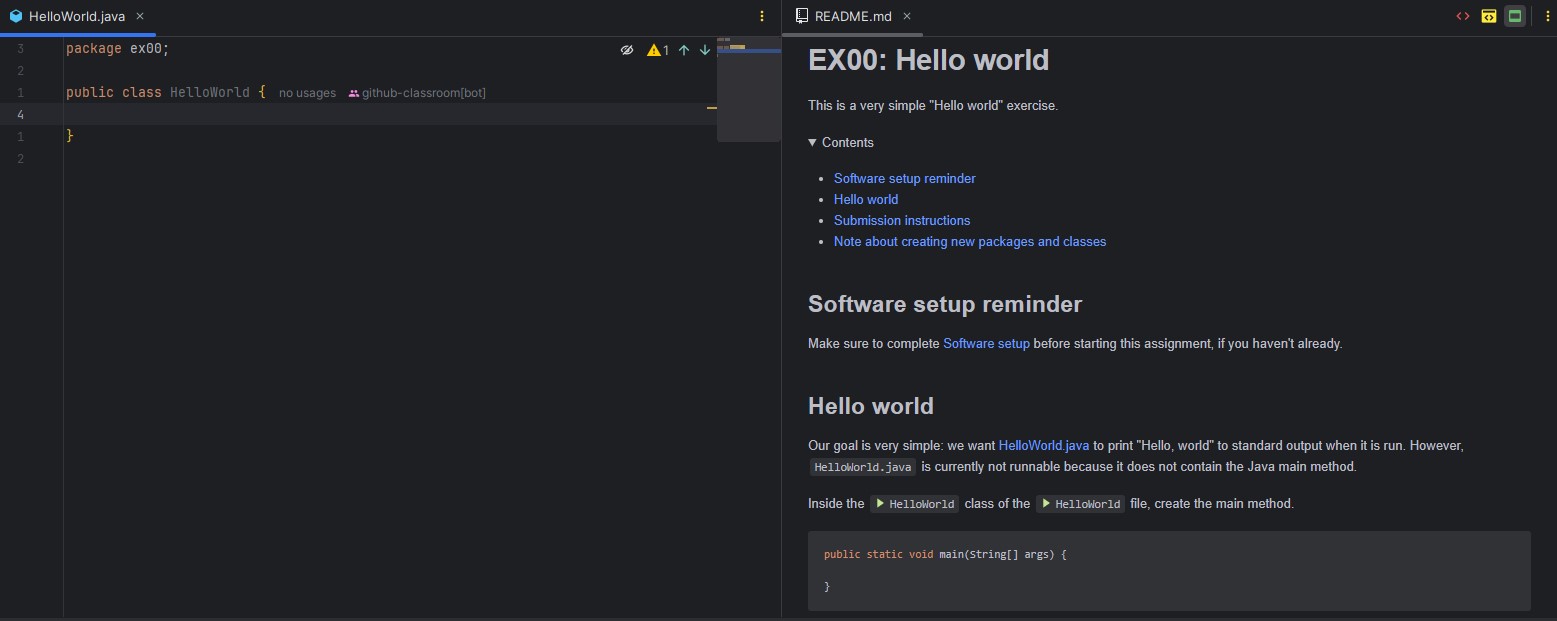 HelloWorld.java
3 package ex00;
2
1 public class HelloWorld { no usages github-classroom[bot]
4
1 }
2
1
README.md
EX00: Hello world
This is a very simple "Hello world" exercise.
▼ Contents
• Software setup reminder
• Hello world
• Submission instructions
• Note about creating new packages and classes
Software setup reminder
Make sure to complete Software setup before starting this assignment, if you haven't already.
Hello world
Our goal is very simple: we want HelloWorld.java to print "Hello, world" to standard output when it is run. However,
HelloWorld.java is currently not runnable because it does not contain the Java main method.
Inside the HelloWorld class of the HelloWorld file, create the main method.
public static void main(String[] args) {
}